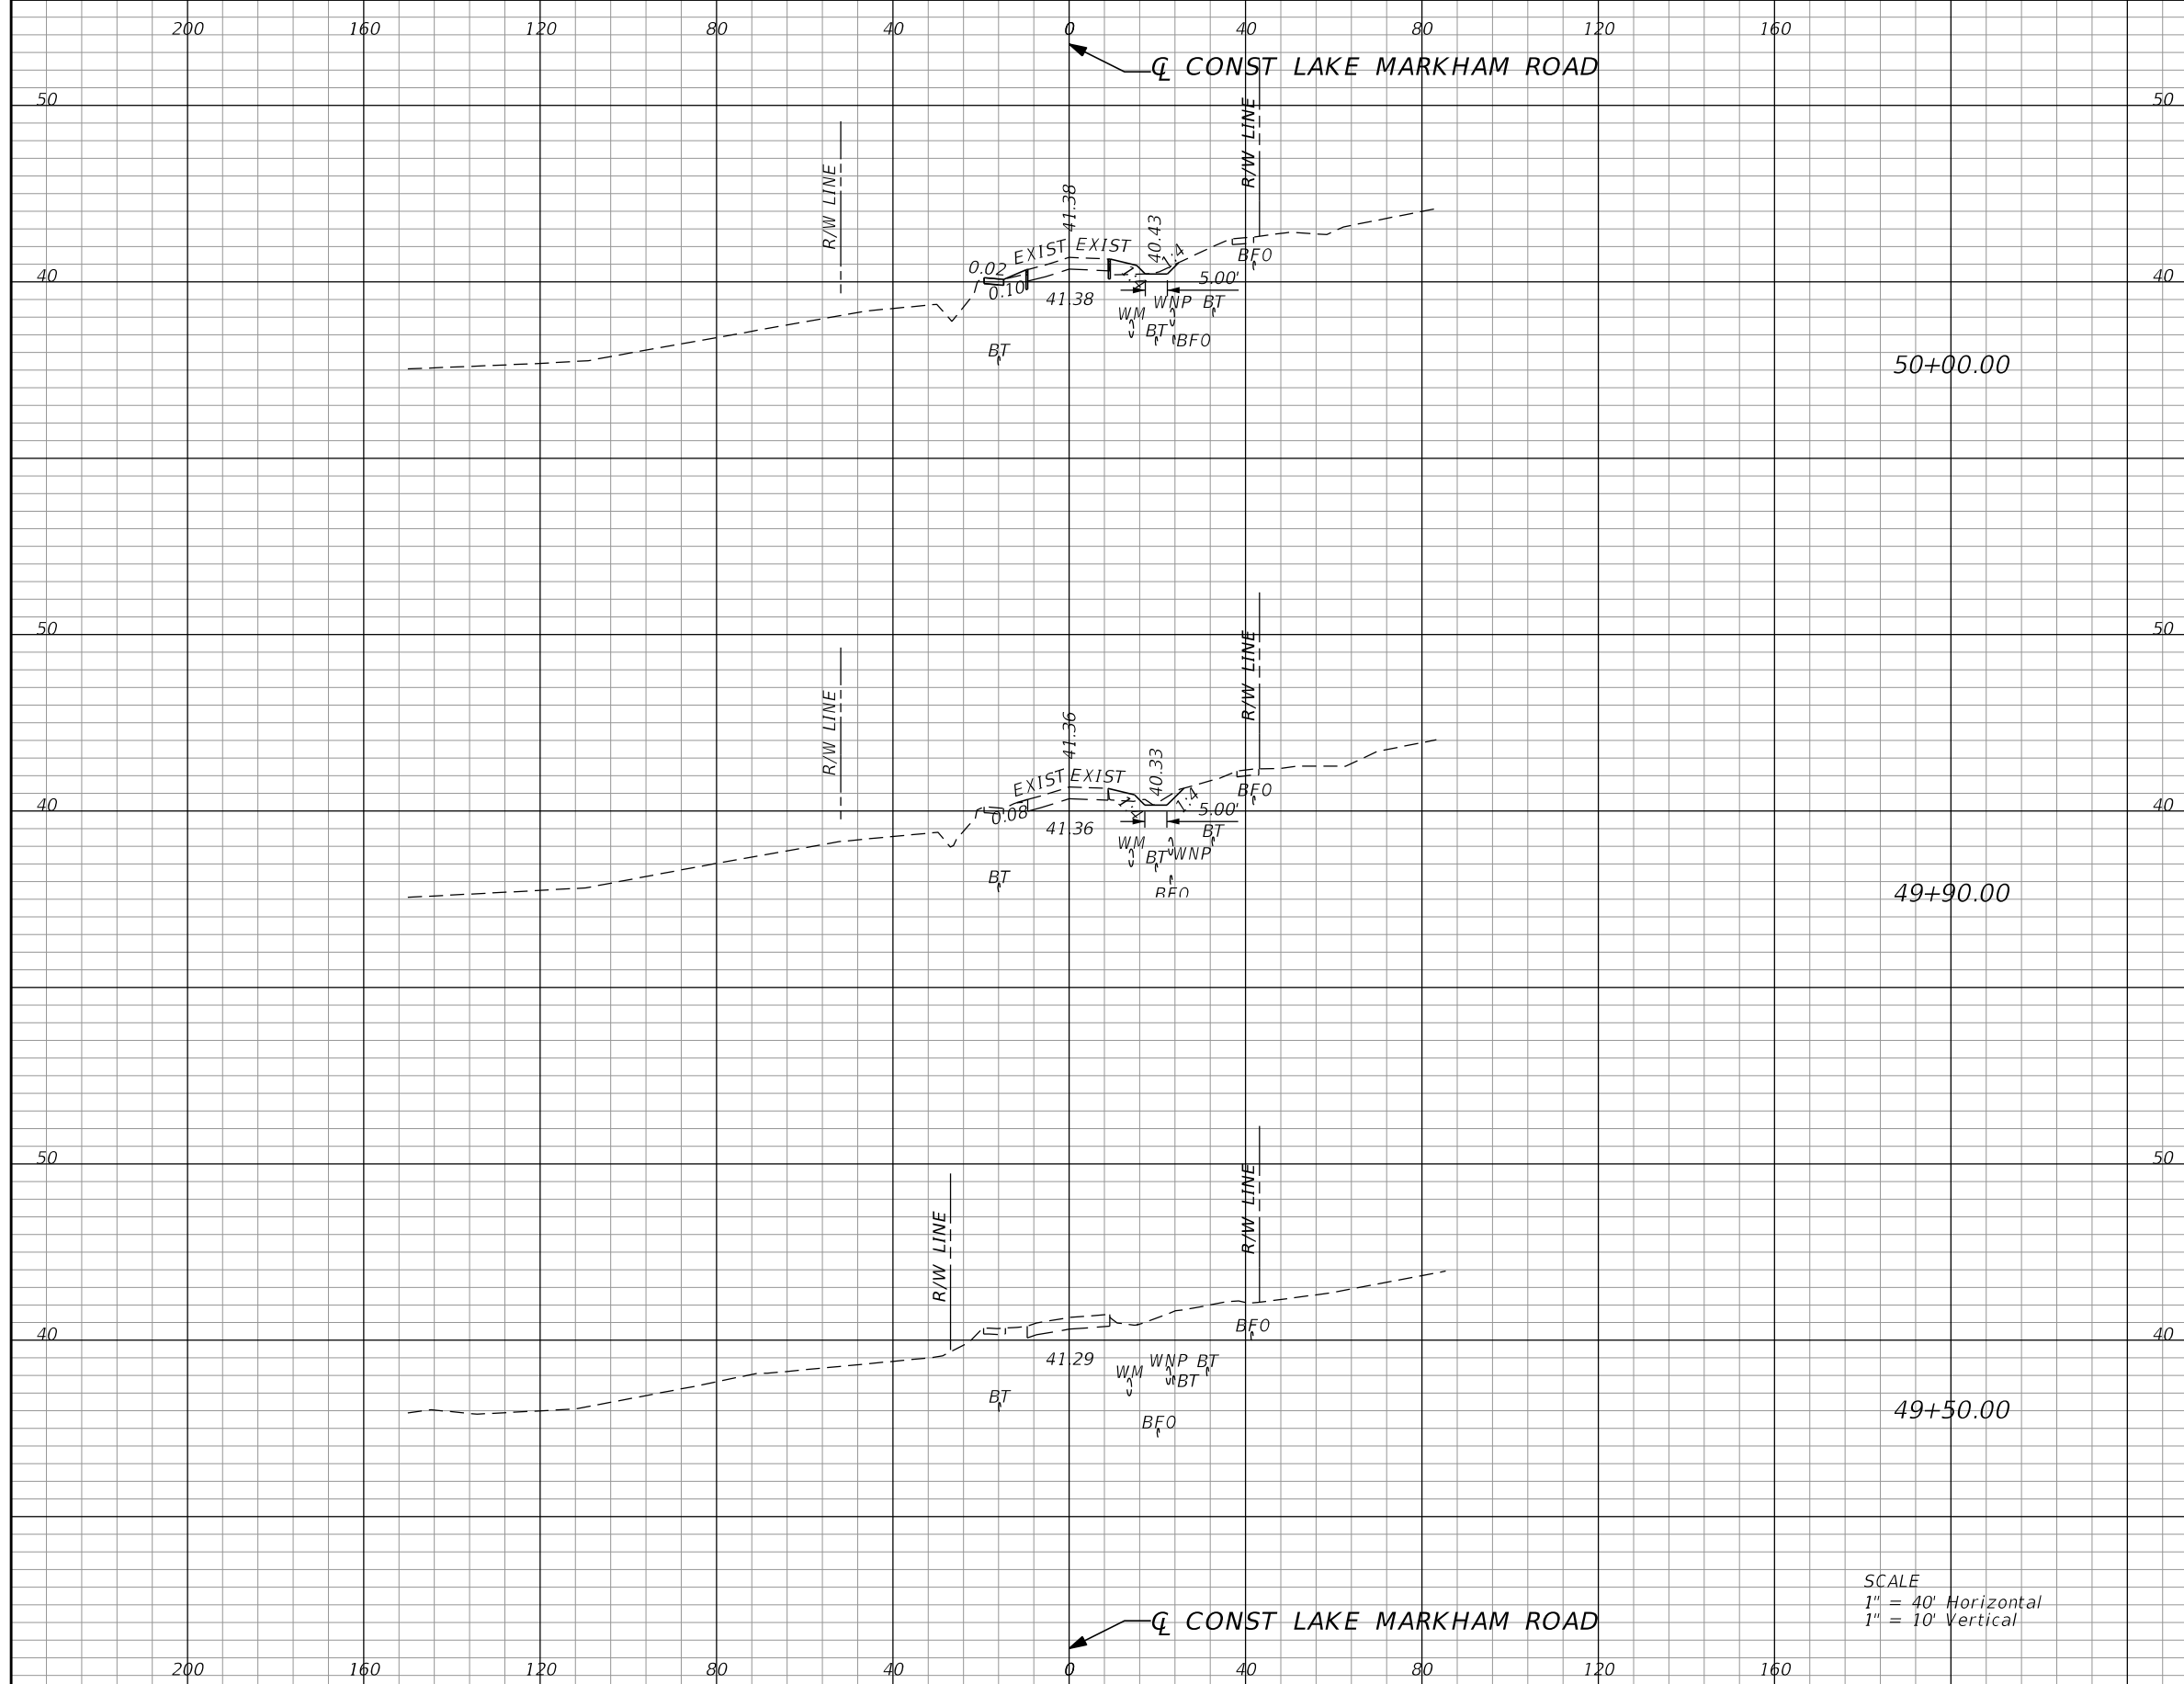 200 160 120 80 40 0 40 80 120 160
℄ CONST LAKE MARKHAM ROAD
50 50
R/W LINE
R/W LINE
41.38
40.43
EXIST EXIST
1:4
0.02
BFO
40 40
0.10
41.38
5.00'
WNP BT
WM
BT
BFO
BT
50+00.00
50 50
R/W LINE
R/W LINE
41.36
40.33
EXIST EXIST
1:4
BFO
40 40
0.08
5.00'
41.36
BT
WM
BT WNP
BT
BFO
49+90.00
50 50
R/W LINE
R/W LINE
BFO
40 40
41.29
WNP BT
WM
BT
BT
BFO
49+50.00
SCALE
1" = 40' Horizontal
1" = 10' Vertical
℄ CONST LAKE MARKHAM ROAD
200 160 120 80 40 0 40 80 120 160